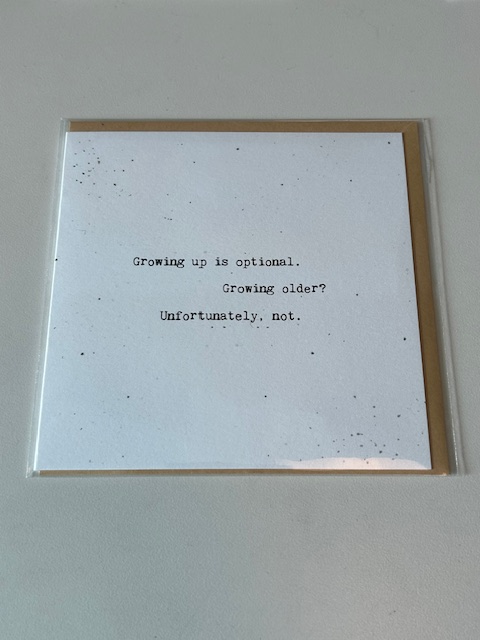 Growing up is optional.
Growing older?
Unfortunately, not.